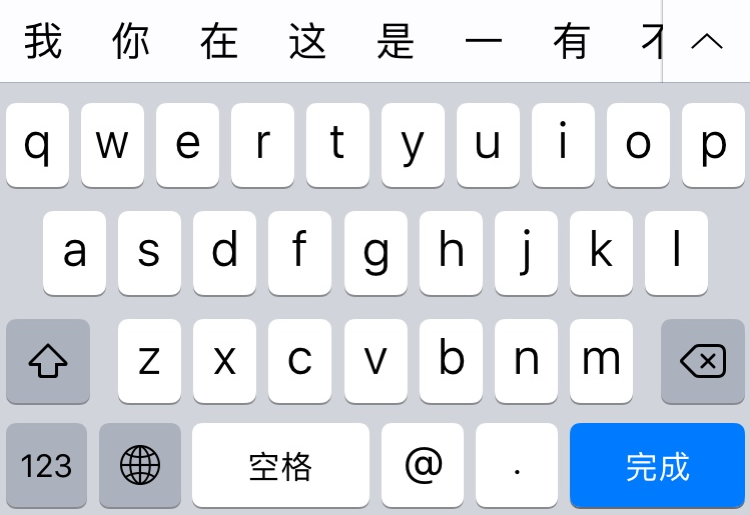 我 你 在 这 是 一 有
q w e r t y u i o p
a s d f g h j k l
z x c v b n m
123 空格 @ . 完成